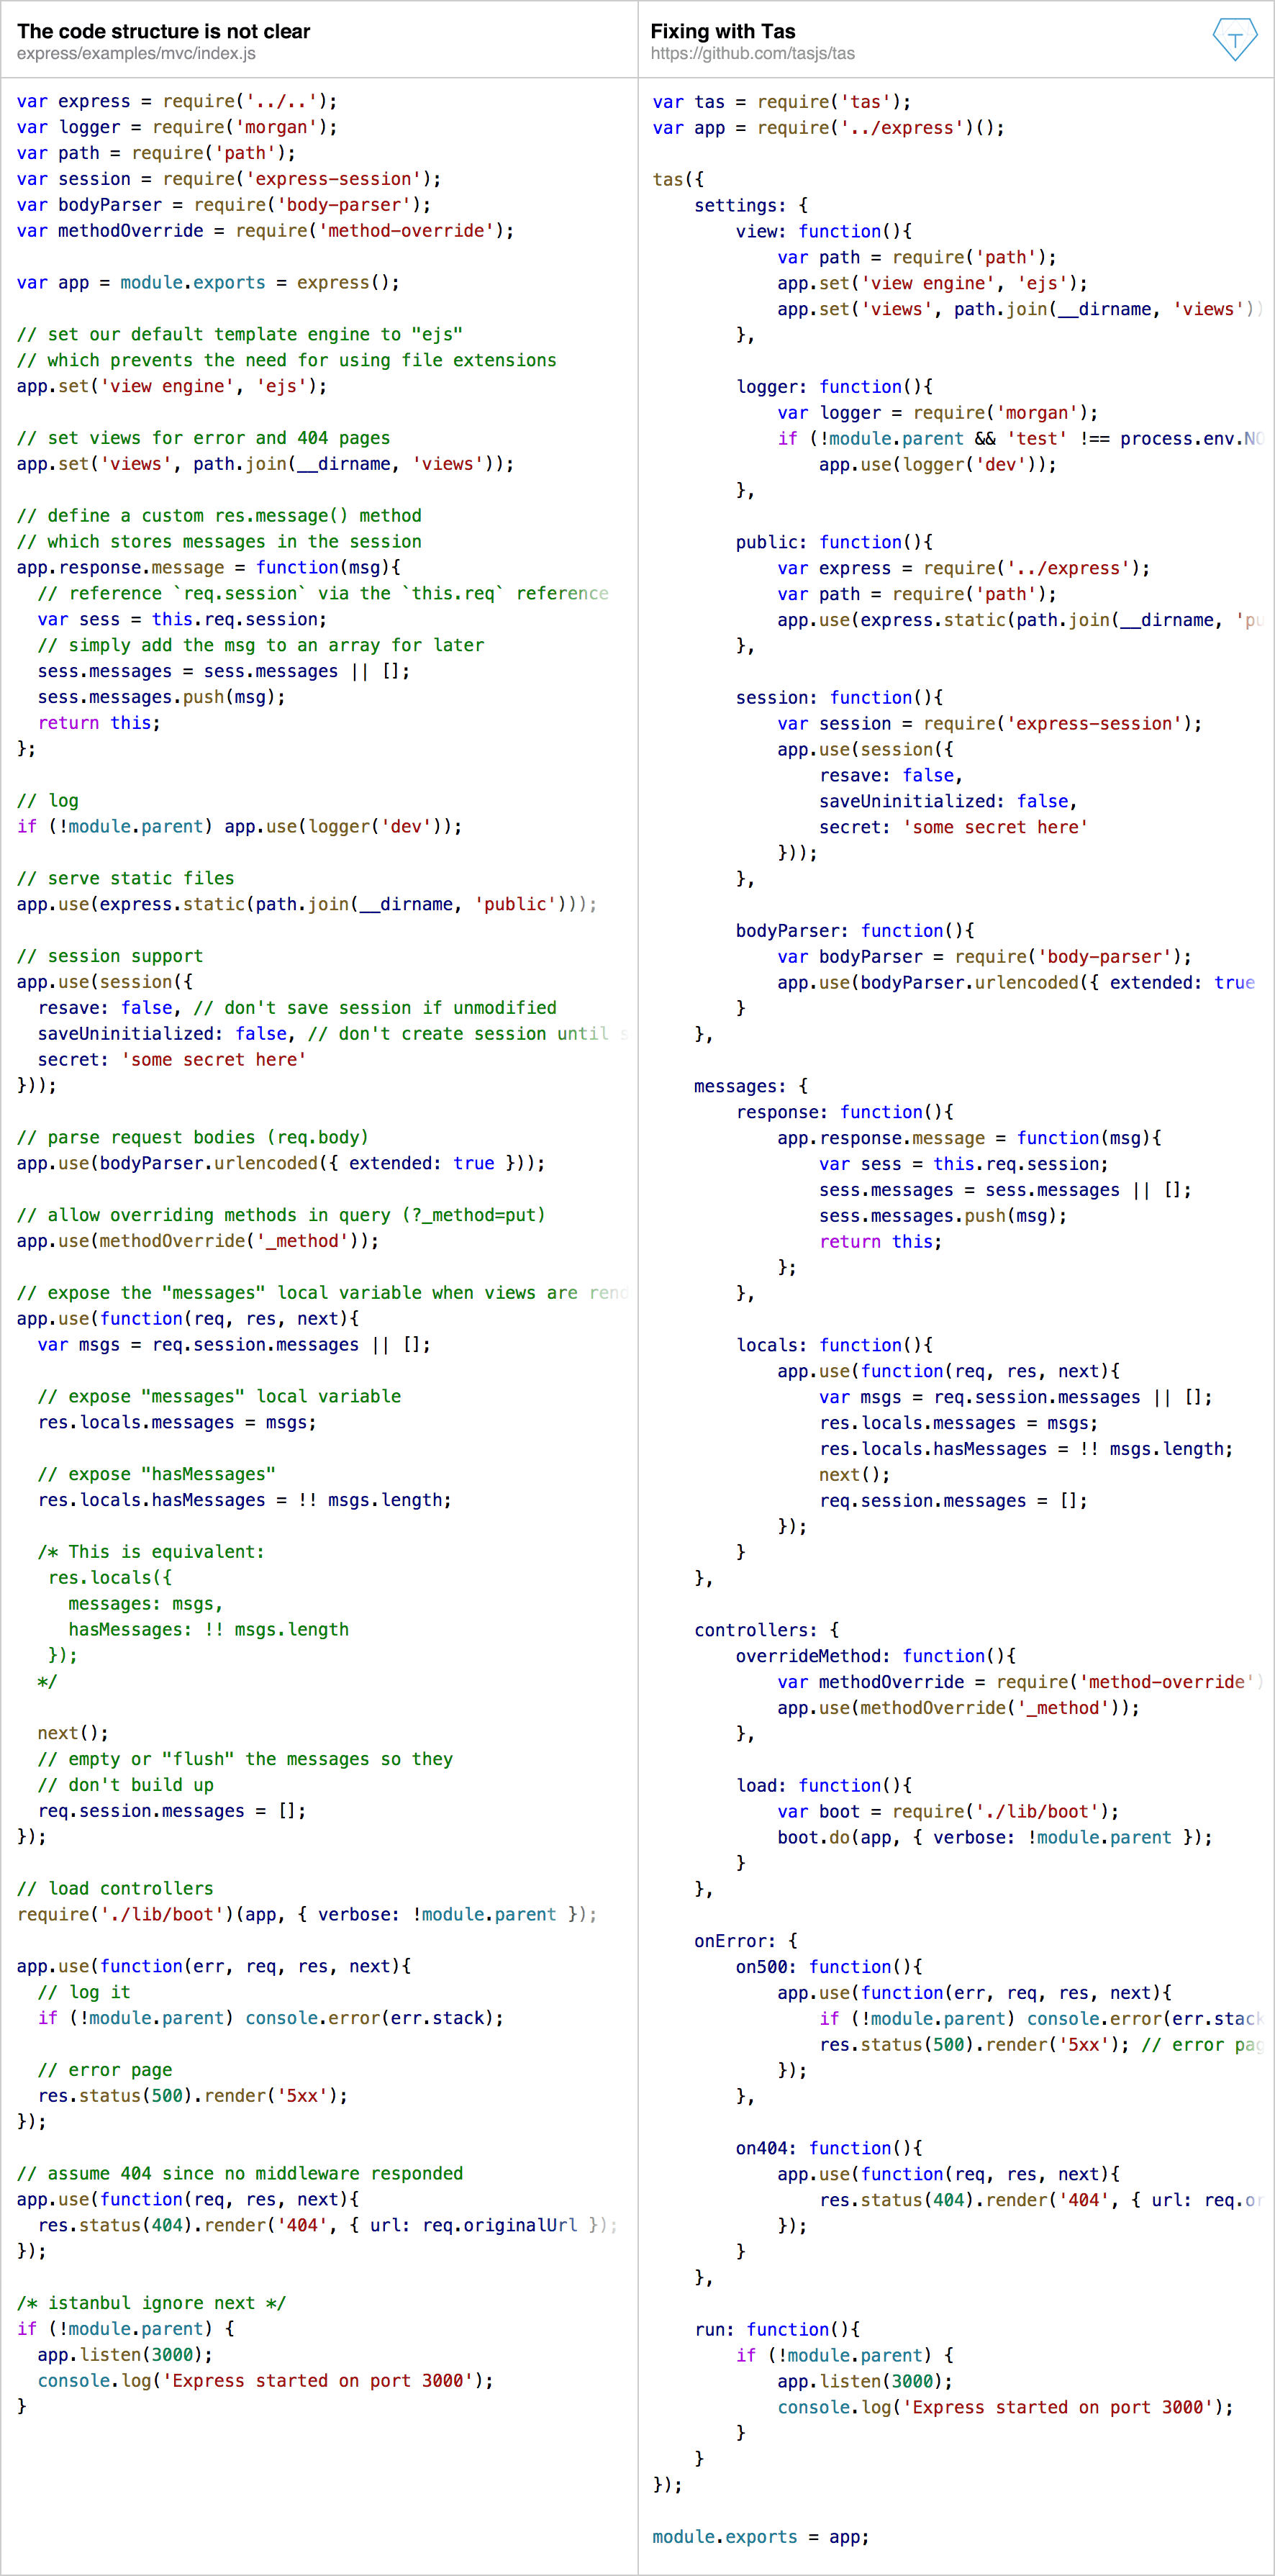 The code structure is not clear
express/examples/mvc/index.js
var express = require('../..');
var logger = require('morgan');
var path = require('path');
var session = require('express-session');
var bodyParser = require('body-parser');
var methodOverride = require('method-override');
var app = module.exports = express();
// set our default template engine to "ejs"
// which prevents the need for using file extensions
app.set('view engine', 'ejs');
// set views for error and 404 pages
app.set('views', path.join(__dirname, 'views'));
// define a custom res.message() method
// which stores messages in the session
app.response.message = function(msg){
  // reference `req.session` via the `this.req` reference
  var sess = this.req.session;
  // simply add the msg to an array for later
  sess.messages = sess.messages || [];
  sess.messages.push(msg);
  return this;
};
// log
if (!module.parent) app.use(logger('dev'));
// serve static files
app.use(express.static(path.join(__dirname, 'public')));
// session support
app.use(session({
  resave: false, // don't save session if unmodified
  saveUninitialized: false, // don't create session until s
  secret: 'some secret here'
}));
// parse request bodies (req.body)
app.use(bodyParser.urlencoded({ extended: true }));
// allow overriding methods in query (?_method=put)
app.use(methodOverride('_method'));
// expose the "messages" local variable when views are rend
app.use(function(req, res, next){
  var msgs = req.session.messages || [];
  // expose "messages" local variable
  res.locals.messages = msgs;
  // expose "hasMessages"
  res.locals.hasMessages = !! msgs.length;
  /* This is equivalent:
   res.locals({
     messages: msgs,
     hasMessages: !! msgs.length
   });
  */
  next();
  // empty or "flush" the messages so they
  // don't build up
  req.session.messages = [];
});
// load controllers
require('./lib/boot')(app, { verbose: !module.parent });
app.use(function(err, req, res, next){
  // log it
  if (!module.parent) console.error(err.stack);
  // error page
  res.status(500).render('5xx');
});
// assume 404 since no middleware responded
app.use(function(req, res, next){
  res.status(404).render('404', { url: req.originalUrl });
});
/* istanbul ignore next */
if (!module.parent) {
  app.listen(3000);
  console.log('Express started on port 3000');
}
Fixing with Tas
https://github.com/tasjs/tas
T
var tas = require('tas');
var app = require('../express')();
tas({
    settings: {
        view: function(){
            var path = require('path');
            app.set('view engine', 'ejs');
            app.set('views', path.join(__dirname, 'views'))
        },
        logger: function(){
            var logger = require('morgan');
            if (!module.parent && 'test' !== process.env.NO
                app.use(logger('dev'));
        },
        public: function(){
            var express = require('../express');
            var path = require('path');
            app.use(express.static(path.join(__dirname, 'pu
        },
        session: function(){
            var session = require('express-session');
            app.use(session({
                resave: false,
                saveUninitialized: false,
                secret: 'some secret here'
            }));
        },
        bodyParser: function(){
            var bodyParser = require('body-parser');
            app.use(bodyParser.urlencoded({ extended: true
        }
    },
    messages: {
        response: function(){
            app.response.message = function(msg){
                var sess = this.req.session;
                sess.messages = sess.messages || [];
                sess.messages.push(msg);
                return this;
            };
        },
        locals: function(){
            app.use(function(req, res, next){
                var msgs = req.session.messages || [];
                res.locals.messages = msgs;
                res.locals.hasMessages = !! msgs.length;
                next();
                req.session.messages = [];
            });
        }
    },
    controllers: {
        overrideMethod: function(){
            var methodOverride = require('method-override')
            app.use(methodOverride('_method'));
        },
        load: function(){
            var boot = require('./lib/boot');
            boot.do(app, { verbose: !module.parent });
        }
    },
    onError: {
        on500: function(){
            app.use(function(err, req, res, next){
                if (!module.parent) console.error(err.stack
                res.status(500).render('5xx'); // error pag
            });
        },
        on404: function(){
            app.use(function(req, res, next){
                res.status(404).render('404', { url: req.or
            });
        }
    },
    run: function(){
        if (!module.parent) {
            app.listen(3000);
            console.log('Express started on port 3000');
        }
    }
});
module.exports = app;